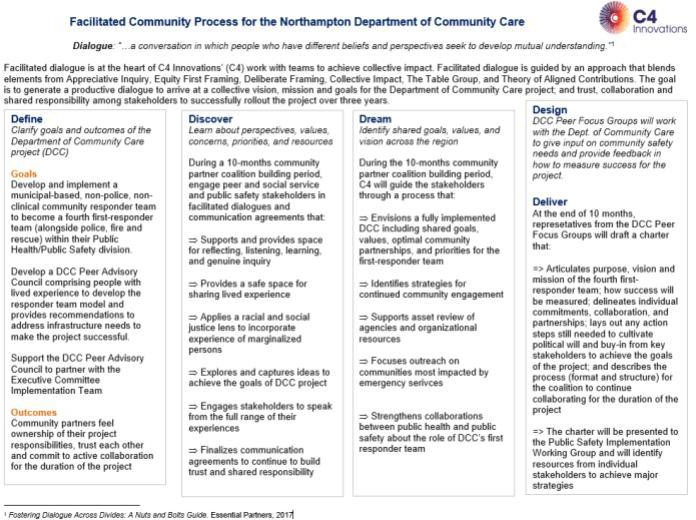 Facilitated Community Process for the Northampton Department of Community Care
C4
Innovations
Dialogue: "…a conversation in which people who have different beliefs and perspectives seek to develop mutual understanding."¹
Facilitated dialogue is at the heart of C4 Innovations' (C4) work with teams to achieve collective impact. Facilitated dialogue is guided by an approach that blends
elements from Appreciative Inquiry, Equity First Framing, Deliberate Framing, Collective Impact, The Table Group, and Theory of Aligned Contributions. The goal
is to generate a productive dialogue to arrive at a collective vision, mission and goals for the Department of Community Care project; and trust, collaboration and
shared responsibility among stakeholders to successfully rollout the project over three years.
Define
Clarify goals and outcomes of the
Department of Community Care
project (DCC)
Goals
Develop and implement a
municipal-based, non-police, non-
clinical community responder team
to become a fourth first-responder
team (alongside police, fire and
rescue) within their Public
Health/Public Safety division.
Develop a DCC Peer Advisory
Council comprising people with
lived experience to develop the
responder team model and
provides recommendations to
address infrastructure needs to
make the project successful.
Support the DCC Peer Advisory
Council to partner with the
Executive Committee
Implementation Team
Outcomes
Community partners feel
ownership of their project
responsibilities, trust each other
and commit to active collaboration
for the duration of the project
Discover
Learn about perspectives, values,
concerns, priorities, and resources
During a 10-months community
partner coalition building period,
engage peer and social service
and public safety stakeholders in
facilitated dialogues and
communication agreements that:
⇒ Supports and provides space
for reflecting, listening, learning,
and genuine inquiry
⇒ Provides a safe space for
sharing lived experience
⇒ Applies a racial and social
justice lens to incorporate
experience of marginalized
persons
⇒ Explores and captures ideas to
achieve the goals of DCC project
⇒ Engages stakeholders to speak
from the full range of their
experiences
⇒ Finalizes communication
agreements to continue to build
trust and shared responsibility
Dream
Identify shared goals, values, and
vision across the region
During the 10-months community
partner coalition building period,
C4 will guide the stakeholders
through a process that:
⇒ Envisions a fully implemented
DCC including shared goals,
values, optimal community
partnerships, and priorities for the
first-responder team
⇒ Identifies strategies for
continued community engagement
⇒ Supports asset review of
agencies and organizational
resources
⇒ Focuses outreach on
communities most impacted by
emergency serivces
⇒ Strengthens collaborations
between public health and public
safety about the role of DCC's first
responder team
Design
DCC Peer Focus Groups will work
with the Dept. of Community Care
to give input on community safety
needs and provide feedback in
how to measure success for the
project.
Deliver
At the end of 10 months,
represetatives from the DCC Peer
Focus Groups will draft a charter
that:
=> Articulates purpose, vision and
mission of the fourth first-
responder team; how success will
be measured; delineates individual
commitments, collaboration, and
partnerships; lays out any action
steps still needed to cultivate
political will and buy-in from key
stakeholders to achieve the goals
of the project; and describes the
process (format and structure) for
the coalition to continue
collaborating for the duration of the
project
=> The charter will be presented to
the Public Safety Implementation
Working Group and will identify
resources from individual
stakeholders to achieve major
strategies
¹ Fostering Dialogue Across Divides: A Nuts and Bolts Guide. Essential Partners, 2017